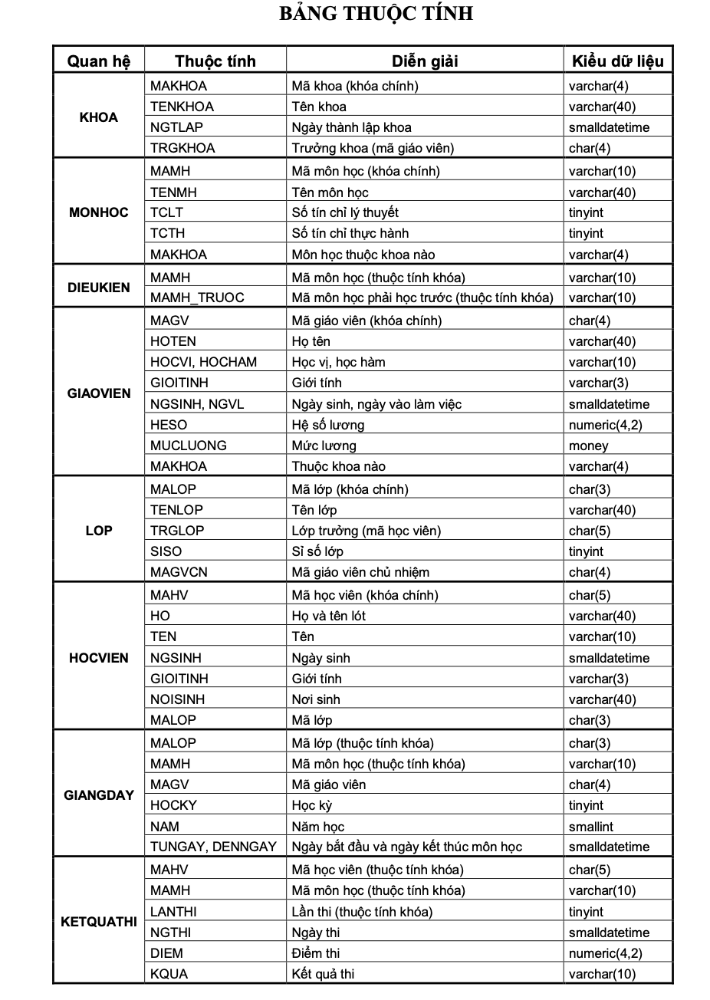 BẢNG THUỘC TÍNH
Quan hệ Thuộc tính Diễn giải Kiểu dữ liệu
KHOA
MAKHOA Mã khoa (khóa chính) varchar(4)
TENKHOA Tên khoa varchar(40)
NGTLAP Ngày thành lập khoa smalldatetime
TRGKHOA Trưởng khoa (mã giáo viên) char(4)
MONHOC
MAMH Mã môn học (khóa chính) varchar(10)
TENMH Tên môn học varchar(40)
TCLT Số tín chỉ lý thuyết tinyint
TCTH Số tín chỉ thực hành tinyint
MAKHOA Môn học thuộc khoa nào varchar(4)
DIEUKIEN
MAMH Mã môn học (thuộc tính khóa) varchar(10)
MAMH_TRUOC Mã môn học phải học trước (thuộc tính khóa) varchar(10)
GIAOVIEN
MAGV Mã giáo viên (khóa chính) char(4)
HOTEN Họ tên varchar(40)
HOCVI, HOCHAM Học vị, học hàm varchar(10)
GIOITINH Giới tính varchar(3)
NGSINH, NGVL Ngày sinh, ngày vào làm việc smalldatetime
HESO Hệ số lương numeric(4,2)
MUCLUONG Mức lương money
MAKHOA Thuộc khoa nào varchar(4)
LOP
MALOP Mã lớp (khóa chính) char(3)
TENLOP Tên lớp varchar(40)
TRGLOP Lớp trưởng (mã học viên) char(5)
SISO Sỉ số lớp tinyint
MAGVCN Mã giáo viên chủ nhiệm char(4)
HOCVIEN
MAHV Mã học viên (khóa chính) char(5)
HO Họ và tên lót varchar(40)
TEN Tên varchar(10)
NGSINH Ngày sinh smalldatetime
GIOITINH Giới tính varchar(3)
NOISINH Nơi sinh varchar(40)
MALOP Mã lớp char(3)
GIANGDAY
MALOP Mã lớp (thuộc tính khóa) char(3)
MAMH Mã môn học (thuộc tính khóa) varchar(10)
MAGV Mã giáo viên char(4)
HOCKY Học kỳ tinyint
NAM Năm học smallint
TUNGAY, DENNGAY Ngày bắt đầu và ngày kết thúc môn học smalldatetime
KETQUATHI
MAHV Mã học viên (thuộc tính khóa) char(5)
MAMH Mã môn học (thuộc tính khóa) varchar(10)
LANTHI Lần thi (thuộc tính khóa) tinyint
NGTHI Ngày thi smalldatetime
DIEM Điểm thi numeric(4,2)
KQUA Kết quả thi varchar(10)